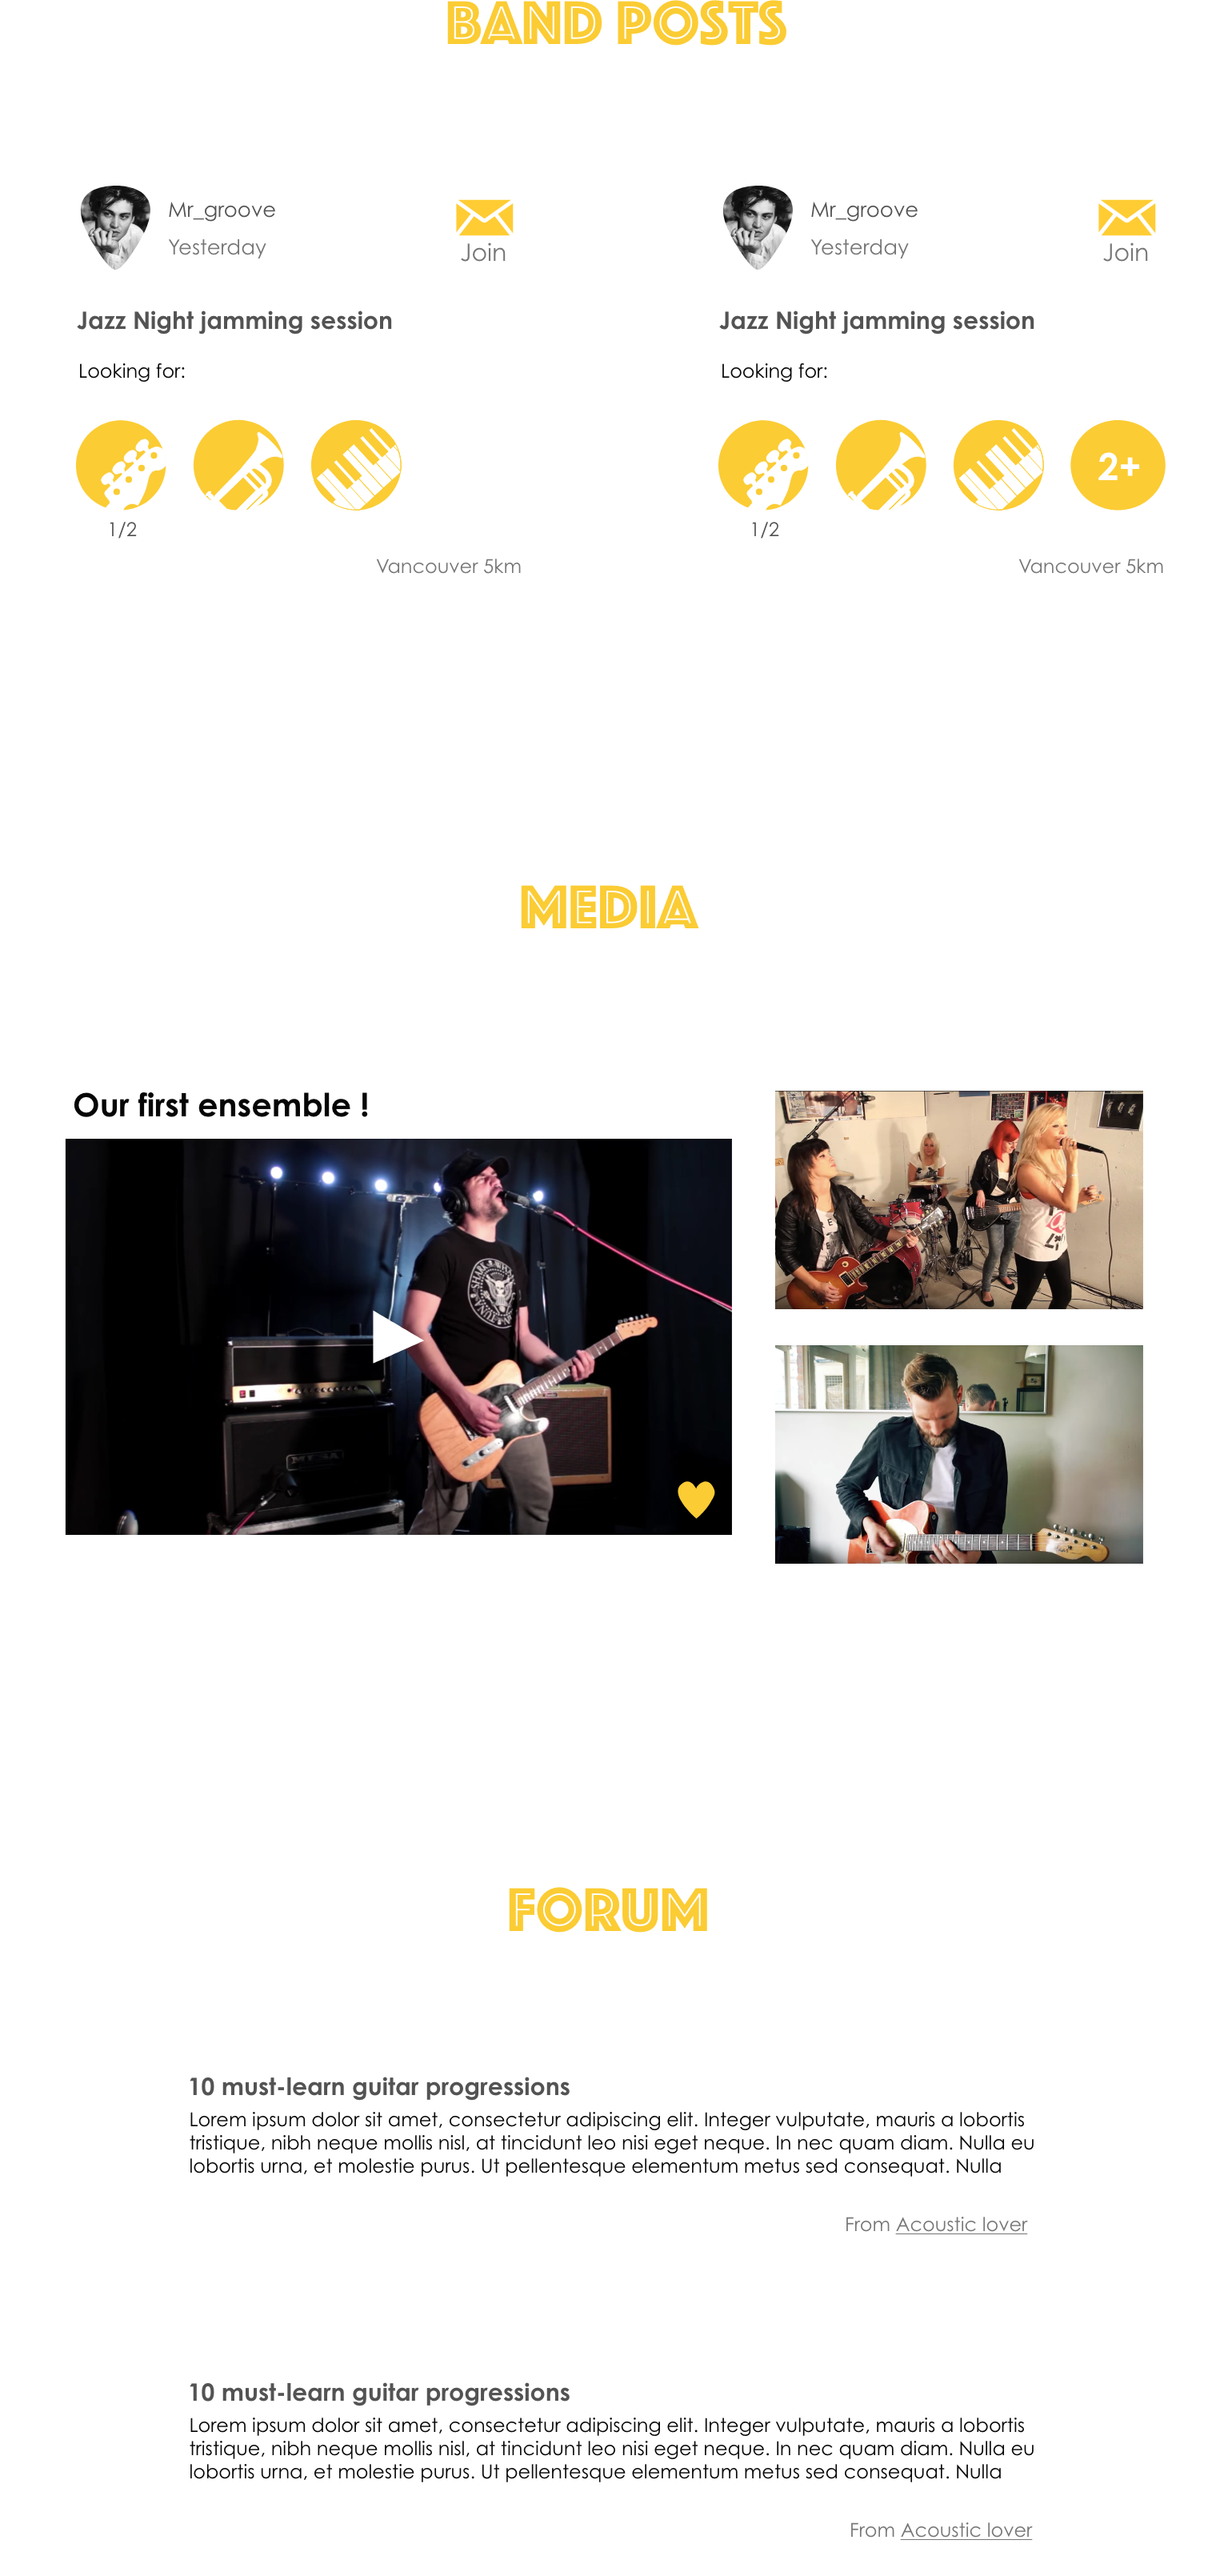 BAND POSTS
Mr_groove
Yesterday
Join
Jazz Night jamming session
Looking for:
1/2
Vancouver 5km
Mr_groove
Yesterday
Join
Jazz Night jamming session
Looking for:
2+
1/2
Vancouver 5km
MEDIA
Our first ensemble !
FORUM
10 must-learn guitar progressions
Lorem ipsum dolor sit amet, consectetur adipiscing elit. Integer vulputate, mauris a lobortis
tristique, nibh neque mollis nisl, at tincidunt leo nisi eget neque. In nec quam diam. Nulla eu
lobortis urna, et molestie purus. Ut pellentesque elementum metus sed consequat. Nulla
From Acoustic lover
10 must-learn guitar progressions
Lorem ipsum dolor sit amet, consectetur adipiscing elit. Integer vulputate, mauris a lobortis
tristique, nibh neque mollis nisl, at tincidunt leo nisi eget neque. In nec quam diam. Nulla eu
lobortis urna, et molestie purus. Ut pellentesque elementum metus sed consequat. Nulla
From Acoustic lover